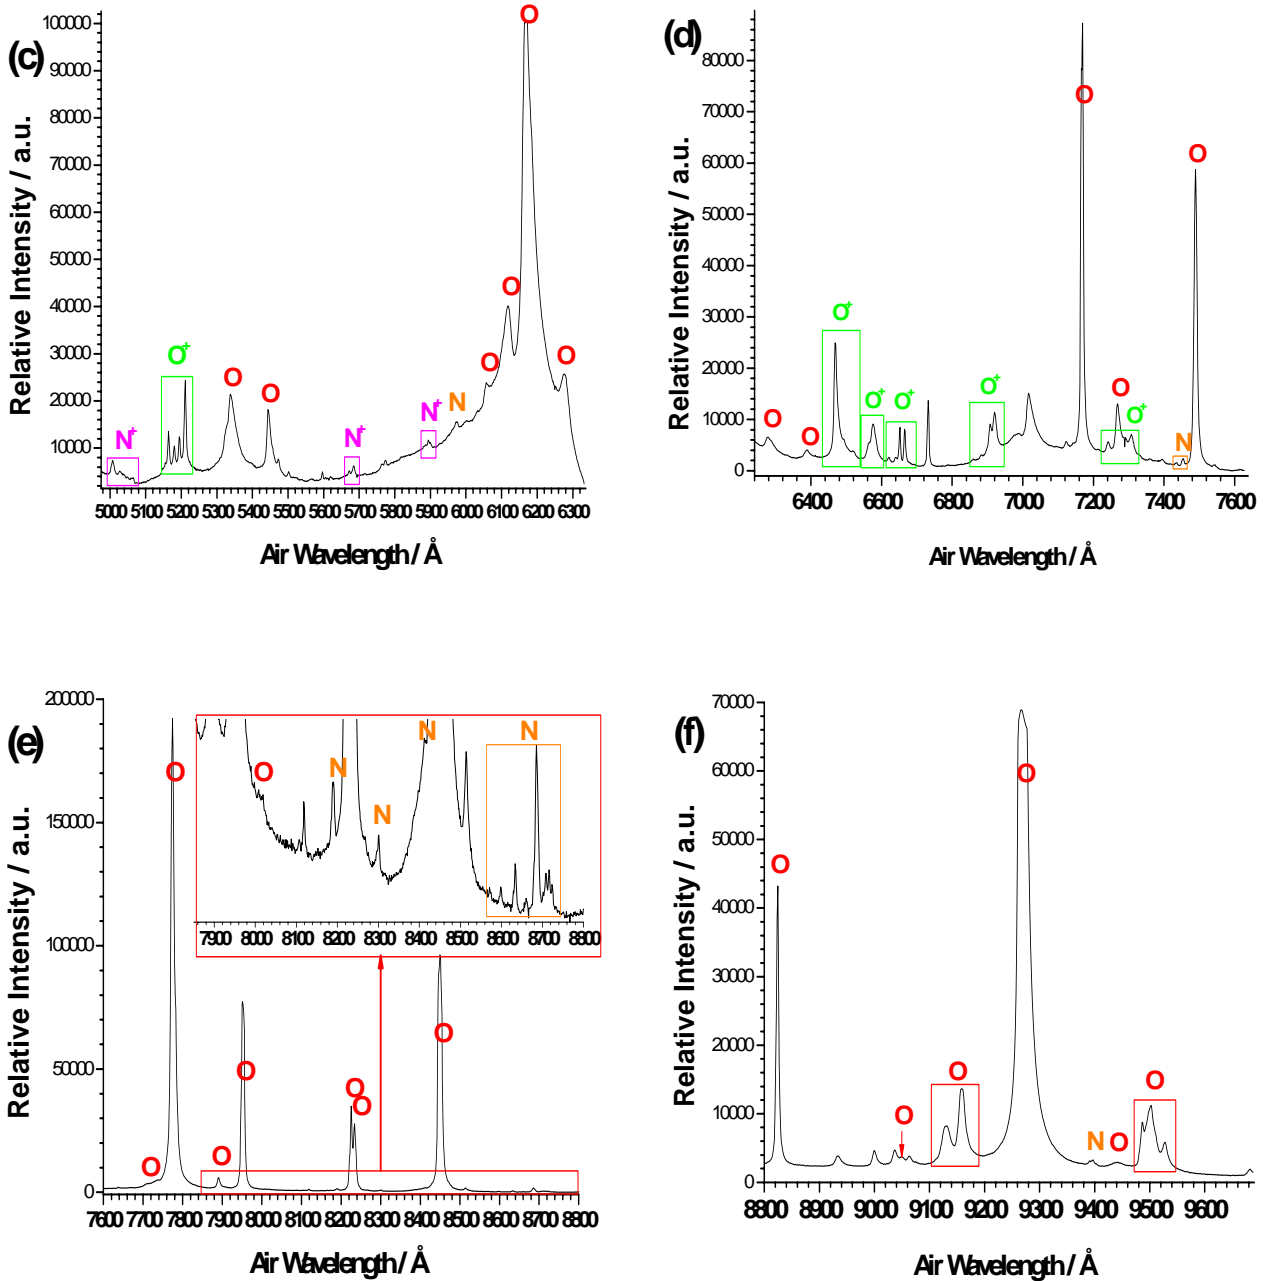 (c)
Relative Intensity / a.u.
100000
90000
80000
70000
60000
50000
40000
30000
20000
10000
O
O
O
O
O⁺
O
O
N⁺
N⁺
N⁺
N
5000 5100 5200 5300 5400 5500 5600 5700 5800 5900 6000 6100 6200 6300
Air Wavelength / Å
(d)
Relative Intensity / a.u.
80000
70000
60000
50000
40000
30000
20000
10000
0
O
O
O⁺
O⁺
O⁺
O⁺
O
O
O⁺
O
O
N
6400 6600 6800 7000 7200 7400 7600
Air Wavelength / Å
(e)
Relative Intensity / a.u.
200000
150000
100000
50000
0
O
O
N
N
N
N
7900 8000 8100 8200 8300 8400 8500 8600 8700 8800
O
O
O
O
O
O
7600 7700 7800 7900 8000 8100 8200 8300 8400 8500 8600 8700 8800
Air Wavelength / Å
(f)
Relative Intensity / a.u.
70000
60000
50000
40000
30000
20000
10000
0
O
O
O
O
O
N
O
8800 8900 9000 9100 9200 9300 9400 9500 9600
Air Wavelength / Å